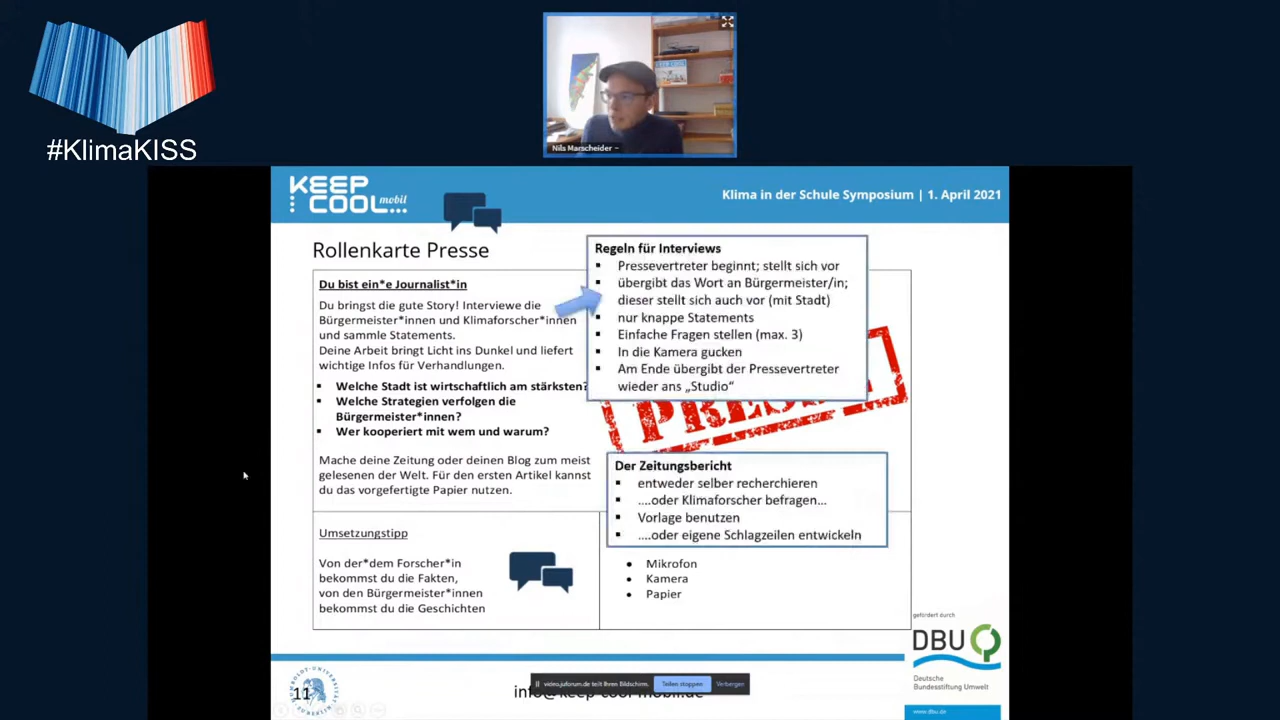 #KlimaKISS
Nils Marscheider
KEEP
COOL mobil
Klima in der Schule Symposium | 1. April 2021
Rollenkarte Presse
Du bist ein*e Journalist*in
Du bringst die gute Story! Interviewe die
Bürgermeister*innen und Klimaforscher*innen
und sammle Statements.
Deine Arbeit bringt Licht ins Dunkel und liefert
wichtige Infos für Verhandlungen.
▪ Welche Stadt ist wirtschaftlich am stärksten?
▪ Welche Strategien verfolgen die
Bürgermeister*innen?
▪ Wer kooperiert mit wem und warum?
Mache deine Zeitung oder deinen Blog zum meist
gelesenen der Welt. Für den ersten Artikel kannst
du das vorgefertigte Papier nutzen.
Regeln für Interviews
▪ Pressevertreter beginnt; stellt sich vor
▪ übergibt das Wort an Bürgermeister/in;
dieser stellt sich auch vor (mit Stadt)
▪ nur knappe Statements
▪ Einfache Fragen stellen (max. 3)
▪ In die Kamera gucken
▪ Am Ende übergibt der Pressevertreter
wieder ans „Studio“
Der Zeitungsbericht
▪ entweder selber recherchieren
▪ ....oder Klimaforscher befragen...
▪ Vorlage benutzen
▪ ....oder eigene Schlagzeilen entwickeln
Umsetzungstipp
Von der*dem Forscher*in
bekommst du die Fakten,
von den Bürgermeister*innen
bekommst du die Geschichten
● Mikrofon
● Kamera
● Papier
gefördert durch
DBU
Deutsche
Bundesstiftung Umwelt
www.dbu.de
11
video.juforum.de teilt Ihren Bildschirm.
Teilen stoppen
Verbergen